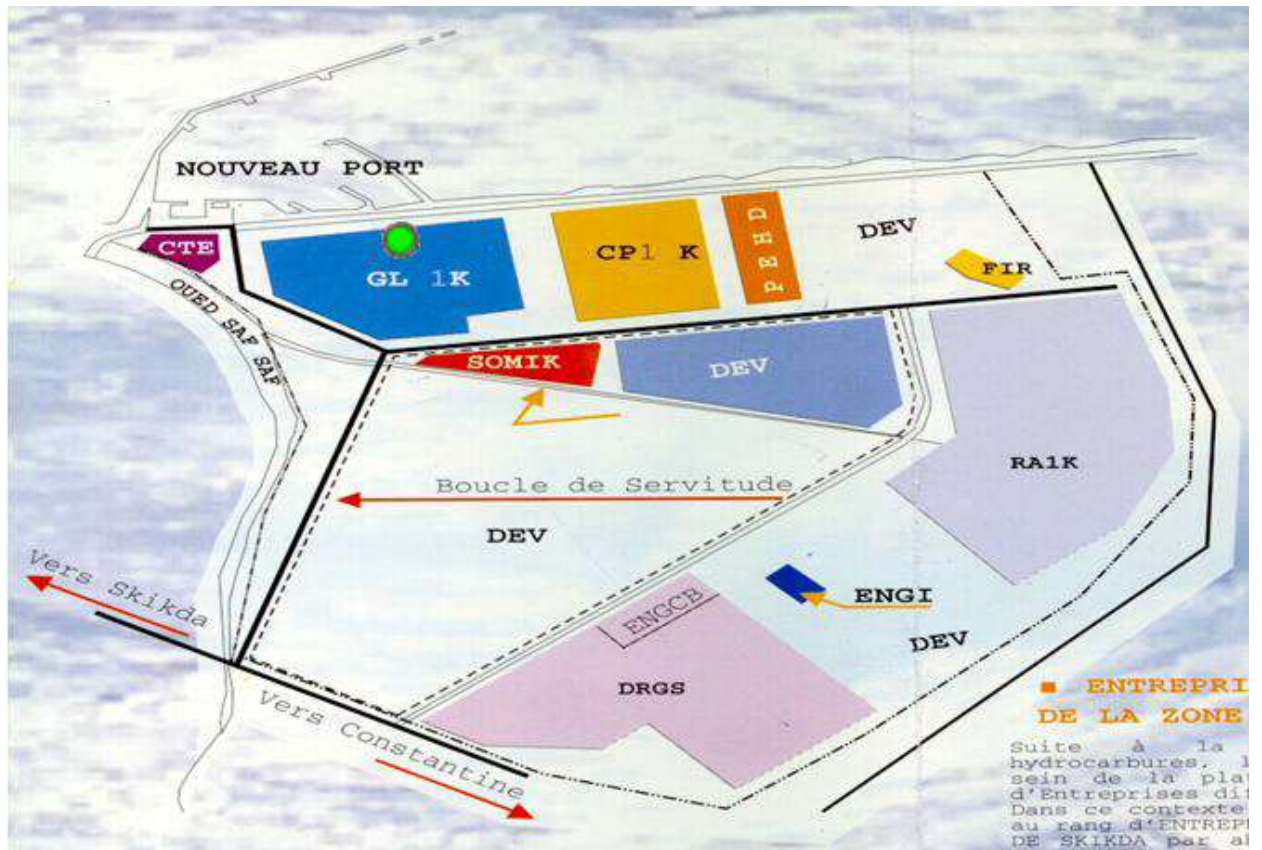 NOUVEAU PORT
CTE
GL 1K
CP1 K
PEHD
DEV
FIR
OUED SAF SAF
SOMIK
DEV
RA1K
Boucle de Servitude
DEV
Vers Skikda
ENGI
ENGCB
DEV
DRGS
Vers Constantine
■ ENTREPRI
DE LA ZONE
Suite à la
hydrocarbures, l
sein de la pla
d'Entreprises di
Dans ce contexte
au rang d'ENTREP
DE SKIKDA par a